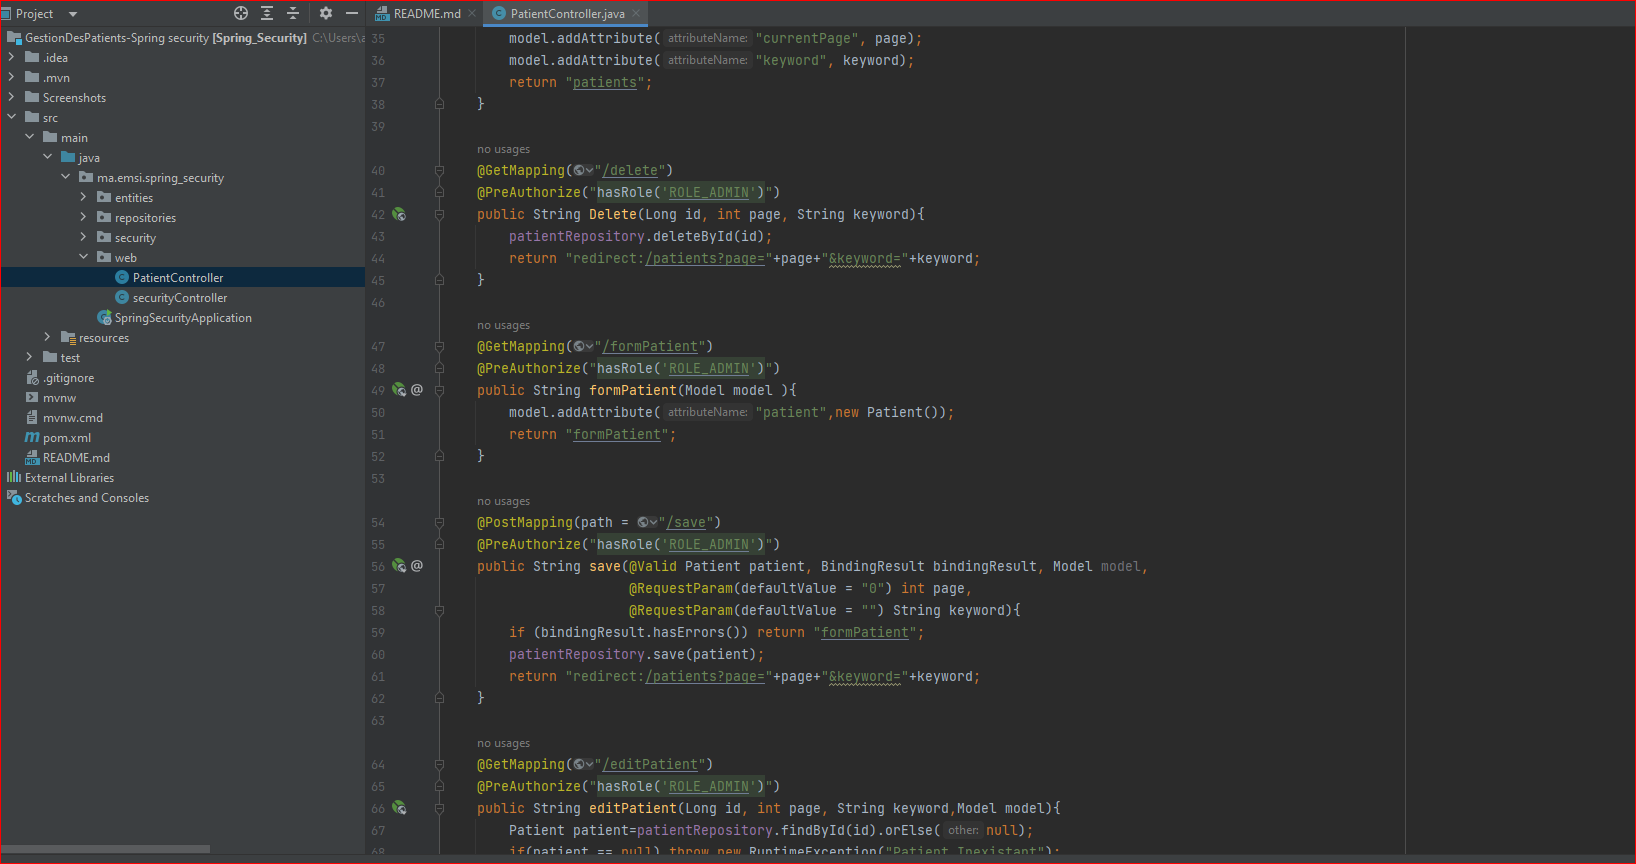 Project
GestionDesPatients-Spring security [Spring_Security] C:\Users\a
.idea
.mvn
Screenshots
src
main
java
ma.emsi.spring_security
entities
repositories
security
web
PatientController
securityController
SpringSecurityApplication
resources
test
.gitignore
mvnw
mvnw.cmd
pom.xml
README.md
External Libraries
Scratches and Consoles
README.md
PatientController.java
35 model.addAttribute( attributeName: "currentPage", page);
36 model.addAttribute( attributeName: "keyword", keyword);
37 return "patients";
38 }
39
no usages
40 @GetMapping("/delete")
41 @PreAuthorize("hasRole('ROLE_ADMIN')")
42 public String Delete(Long id, int page, String keyword){
43 patientRepository.deleteById(id);
44 return "redirect:/patients?page="+page+"&keyword="+keyword;
45 }
46
no usages
47 @GetMapping("/formPatient")
48 @PreAuthorize("hasRole('ROLE_ADMIN')")
49 @ public String formPatient(Model model ){
50 model.addAttribute( attributeName: "patient",new Patient());
51 return "formPatient";
52 }
53
no usages
54 @PostMapping(path = "/save")
55 @PreAuthorize("hasRole('ROLE_ADMIN')")
56 @ public String save(@Valid Patient patient, BindingResult bindingResult, Model model,
57 @RequestParam(defaultValue = "0") int page,
58 @RequestParam(defaultValue = "") String keyword){
59 if (bindingResult.hasErrors()) return "formPatient";
60 patientRepository.save(patient);
61 return "redirect:/patients?page="+page+"&keyword="+keyword;
62 }
63
no usages
64 @GetMapping("/editPatient")
65 @PreAuthorize("hasRole('ROLE_ADMIN')")
66 public String editPatient(Long id, int page, String keyword,Model model){
67 Patient patient=patientRepository.findById(id).orElse( other: null);
68 if(patient == null) throw new RuntimeException("Patient Inexistant");